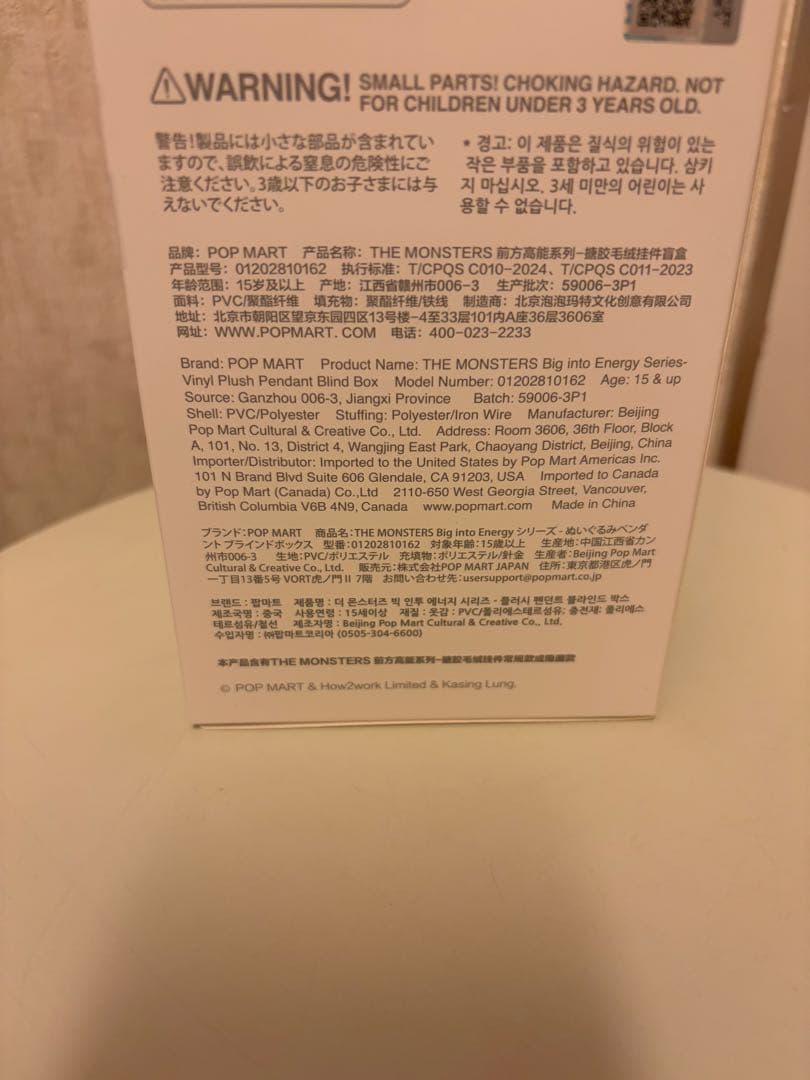 ⚠WARNING! SMALL PARTS! CHOKING HAZARD. NOT
FOR CHILDREN UNDER 3 YEARS OLD.
警告!製品には小さな部品が含まれてい
ますので、誤飲による窒息の危険性にご
注意ください。3歳以下のお子さまには与
えないでください。
* 경고: 이 제품은 질식의 위험이 있는
작은 부품을 포함하고 있습니다. 삼키
지 마십시오. 3세 미만의 어린이는 사
용할 수 없습니다.
品牌: POP MART 产品名称: THE MONSTERS 前方高能系列-搪胶毛绒挂件盲盒
产品型号: 01202810162 执行标准: T/CPQS C010-2024、T/CPQS C011-2023
年龄范围: 15岁及以上 产地: 江西省赣州市006-3 生产批次: 59006-3P1
面料: PVC/聚酯纤维 填充物: 聚酯纤维/铁线 制造商: 北京泡泡玛特文化创意有限公司
地址: 北京市朝阳区望京东园四区13号楼-4至33层101内A座36层3606室
网址: WWW.POPMART.COM 电话: 400-023-2233
Brand: POP MART Product Name: THE MONSTERS Big into Energy Series-
Vinyl Plush Pendant Blind Box Model Number: 01202810162 Age: 15 & up
Source: Ganzhou 006-3, Jiangxi Province Batch: 59006-3P1
Shell: PVC/Polyester Stuffing: Polyester/Iron Wire Manufacturer: Beijing
Pop Mart Cultural & Creative Co., Ltd. Address: Room 3606, 36th Floor, Block
A, 101, No. 13, District 4, Wangjing East Park, Chaoyang District, Beijing, China
Importer/Distributor: Imported to the United States by Pop Mart Americas Inc.
101 N Brand Blvd Suite 606 Glendale, CA 91203, USA Imported to Canada
by Pop Mart (Canada) Co.,Ltd 2110-650 West Georgia Street, Vancouver,
British Columbia V6B 4N9, Canada www.popmart.com Made in China
ブランド:POP MART 商品名:THE MONSTERS Big into Energy シリーズ - ぬいぐるみペンダ
ント ブラインドボックス 型番:01202810162 対象年齢:15歳以上 生産地:中国江西省カン
州市006-3 生地:PVC/ポリエステル 充填物:ポリエステル/針金 生産者:Beijing Pop Mart
Cultural & Creative Co., Ltd. 販売元:株式会社POP MART JAPAN 住所:東京都港区虎ノ門
一丁目13番5号 VORT虎ノ門 II 7階 お問い合わせ先:usersupport@popmart.co.jp
브랜드 : 팝마트 제품명 : 더 몬스터즈 빅 인투 에너지 시리즈 - 플러시 펜던트 블라인드 박스
제조국명 : 중국 사용연령 : 15세이상 재질 : 옷감 : PVC/폴리에스테르섬유; 충전재: 폴리에스
테르섬유/철선 제조자명 : Beijing Pop Mart Cultural & Creative Co., Ltd.
수입자명 : ㈜팝마트코리아 (0505-304-6600)
本产品含有THE MONSTERS 前方高能系列-搪胶毛绒挂件常规款或隐藏款
© POP MART & How2work Limited & Kasing Lung.